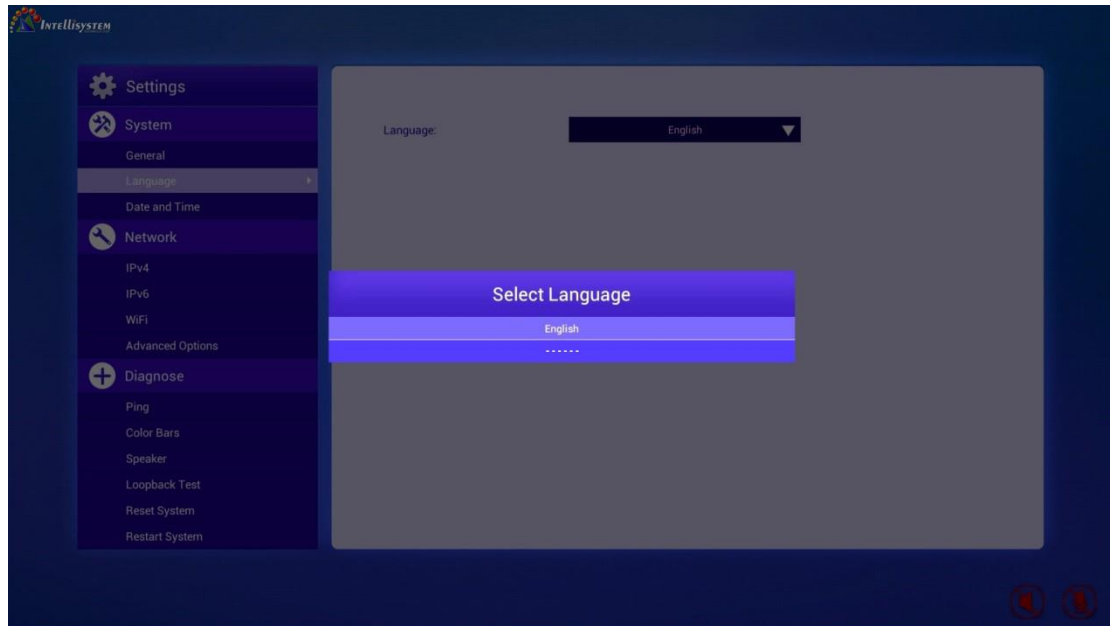 Intellisystem
Settings
System
General
Language
Date and Time
Network
IPv4
IPv6
WiFi
Advanced Options
Diagnose
Ping
Color Bars
Speaker
Loopback Test
Reset System
Restart System
Language:
English
Select Language
English
------